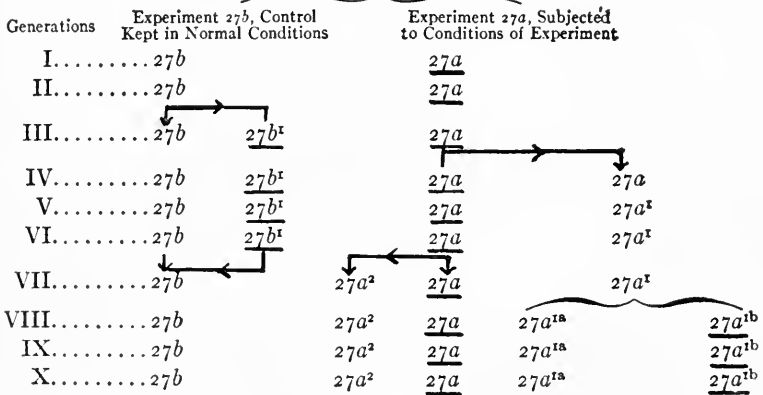 Generations Experiment 27b, Control Experiment 27a, Subjected
Kept in Normal Conditions to Conditions of Experiment
I......... 27b 27a
II......... 27b 27a
III......... 27b 27b¹ 27a
IV......... 27b 27b¹ 27a 27a
V......... 27b 27b¹ 27a 27a¹
VI......... 27b 27b¹ 27a 27a¹
VII......... 27b 27a² 27a 27a¹
VIII......... 27b 27a² 27a 27a¹ᵃ 27a¹ᵇ
IX......... 27b 27a² 27a 27a¹ᵃ 27a¹ᵇ
X......... 27b 27a² 27a 27a¹ᵃ 27a¹ᵇ